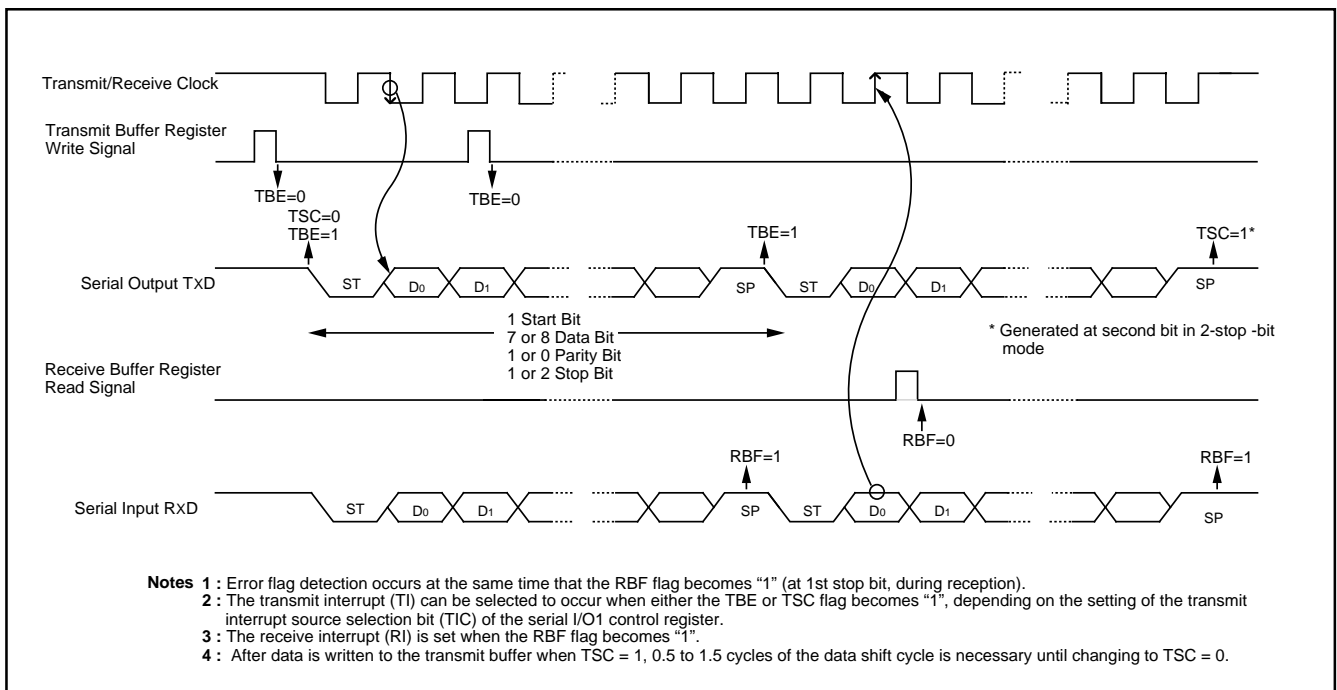 Transmit/Receive Clock
Transmit Buffer Register
Write Signal
TBE=0
TBE=0
TSC=0
TBE=1
TBE=1
TSC=1*
Serial Output TXD
ST
D0
D1
SP
ST
D0
D1
SP
1 Start Bit
7 or 8 Data Bit
1 or 0 Parity Bit
1 or 2 Stop Bit
* Generated at second bit in 2-stop -bit
mode
Receive Buffer Register
Read Signal
RBF=0
RBF=1
RBF=1
Serial Input RXD
ST
D0
D1
SP
ST
D0
D1
SP
Notes 1 : Error flag detection occurs at the same time that the RBF flag becomes “1” (at 1st stop bit, during reception).
2 : The transmit interrupt (TI) can be selected to occur when either the TBE or TSC flag becomes “1”, depending on the setting of the transmit
interrupt source selection bit (TIC) of the serial I/O1 control register.
3 : The receive interrupt (RI) is set when the RBF flag becomes “1”.
4 : After data is written to the transmit buffer when TSC = 1, 0.5 to 1.5 cycles of the data shift cycle is necessary until changing to TSC = 0.